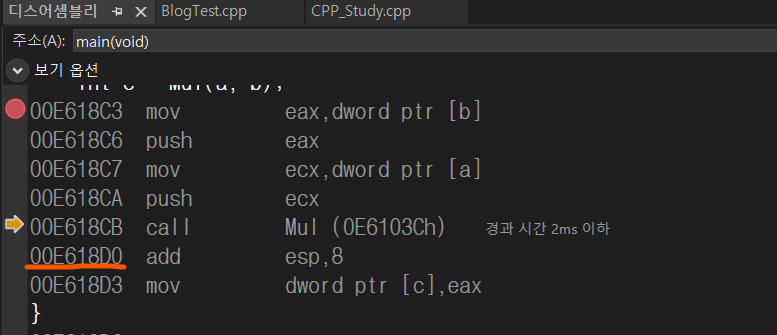 디스어셈블리 BlogTest.cpp CPP_Study.cpp
주소(A): main(void)
보기 옵션
int c = Mul(a, b);
00E618C3 mov eax,dword ptr [b]
00E618C6 push eax
00E618C7 mov ecx,dword ptr [a]
00E618CA push ecx
00E618CB call Mul (0E6103Ch) 경과 시간 2ms 이하
00E618D0 add esp,8
00E618D3 mov dword ptr [c],eax
}